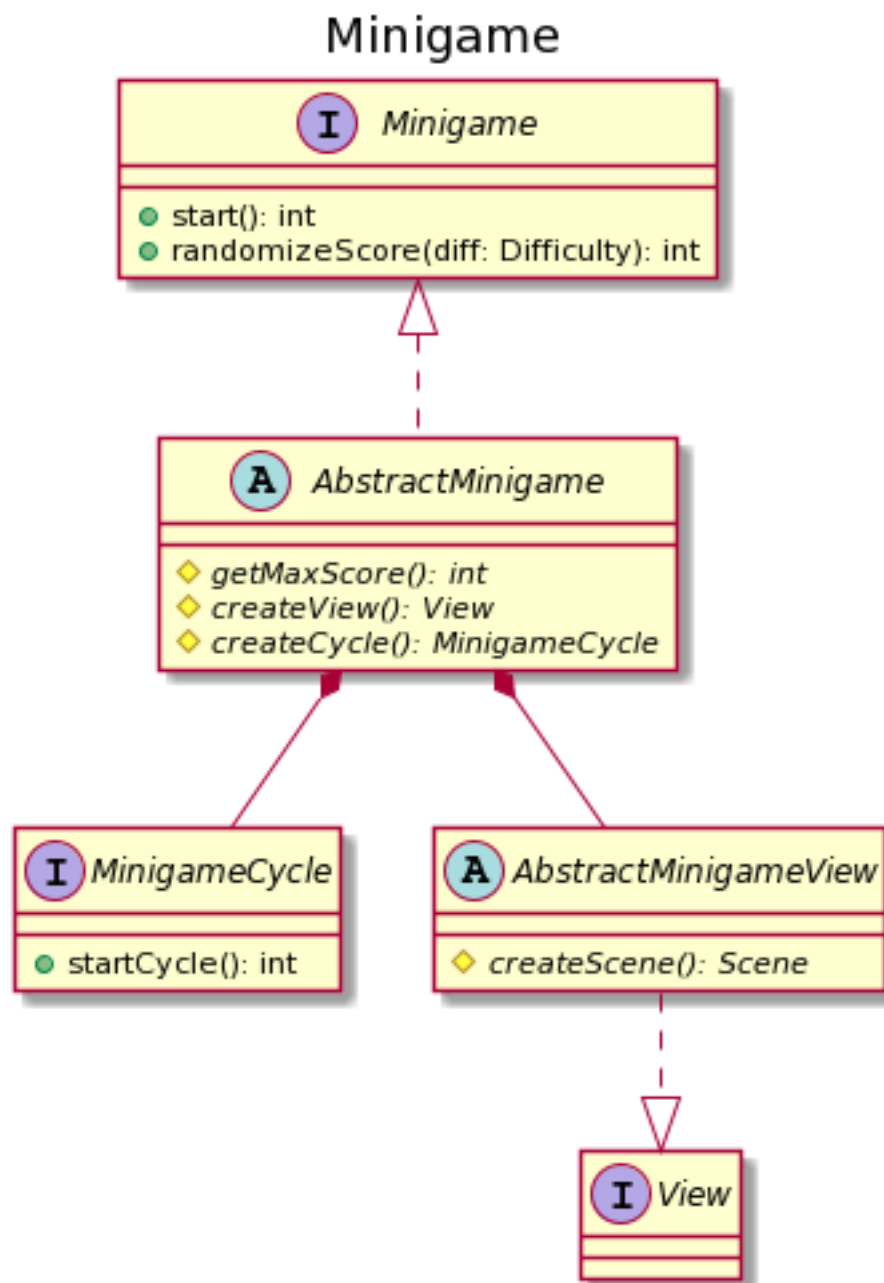 Minigame
I Minigame
start(): int
randomizeScore(diff: Difficulty): int
A AbstractMinigame
getMaxScore(): int
createView(): View
createCycle(): MinigameCycle
I MinigameCycle
startCycle(): int
A AbstractMinigameView
createScene(): Scene
I View